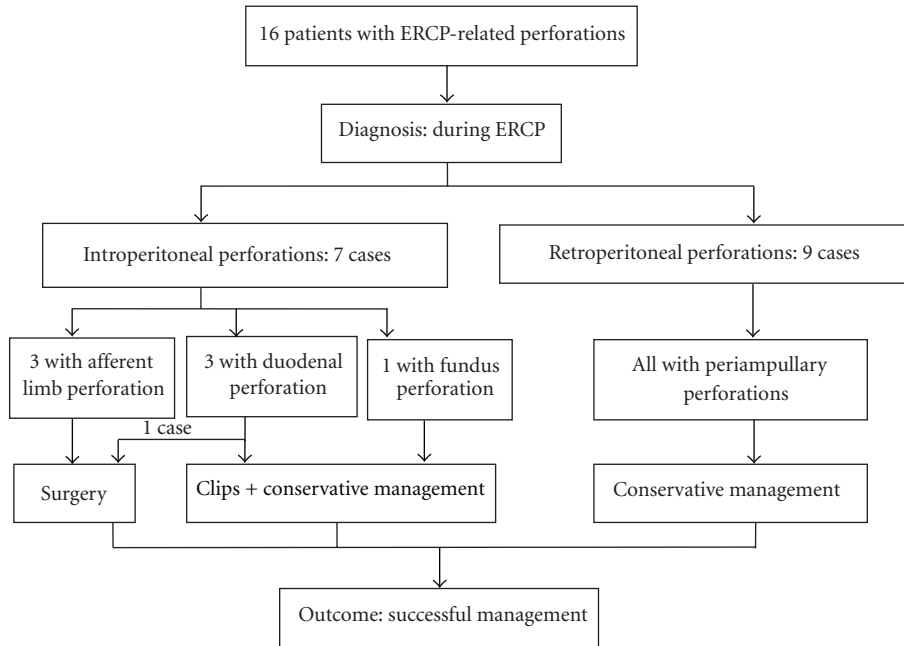 16 patients with ERCP-related perforations
Diagnosis: during ERCP
Introperitoneal perforations: 7 cases
Retroperitoneal perforations: 9 cases
3 with afferent
limb perforation
3 with duodenal
perforation
1 with fundus
perforation
All with periampullary
perforations
1 case
Surgery
Clips + conservative management
Conservative management
Outcome: successful management